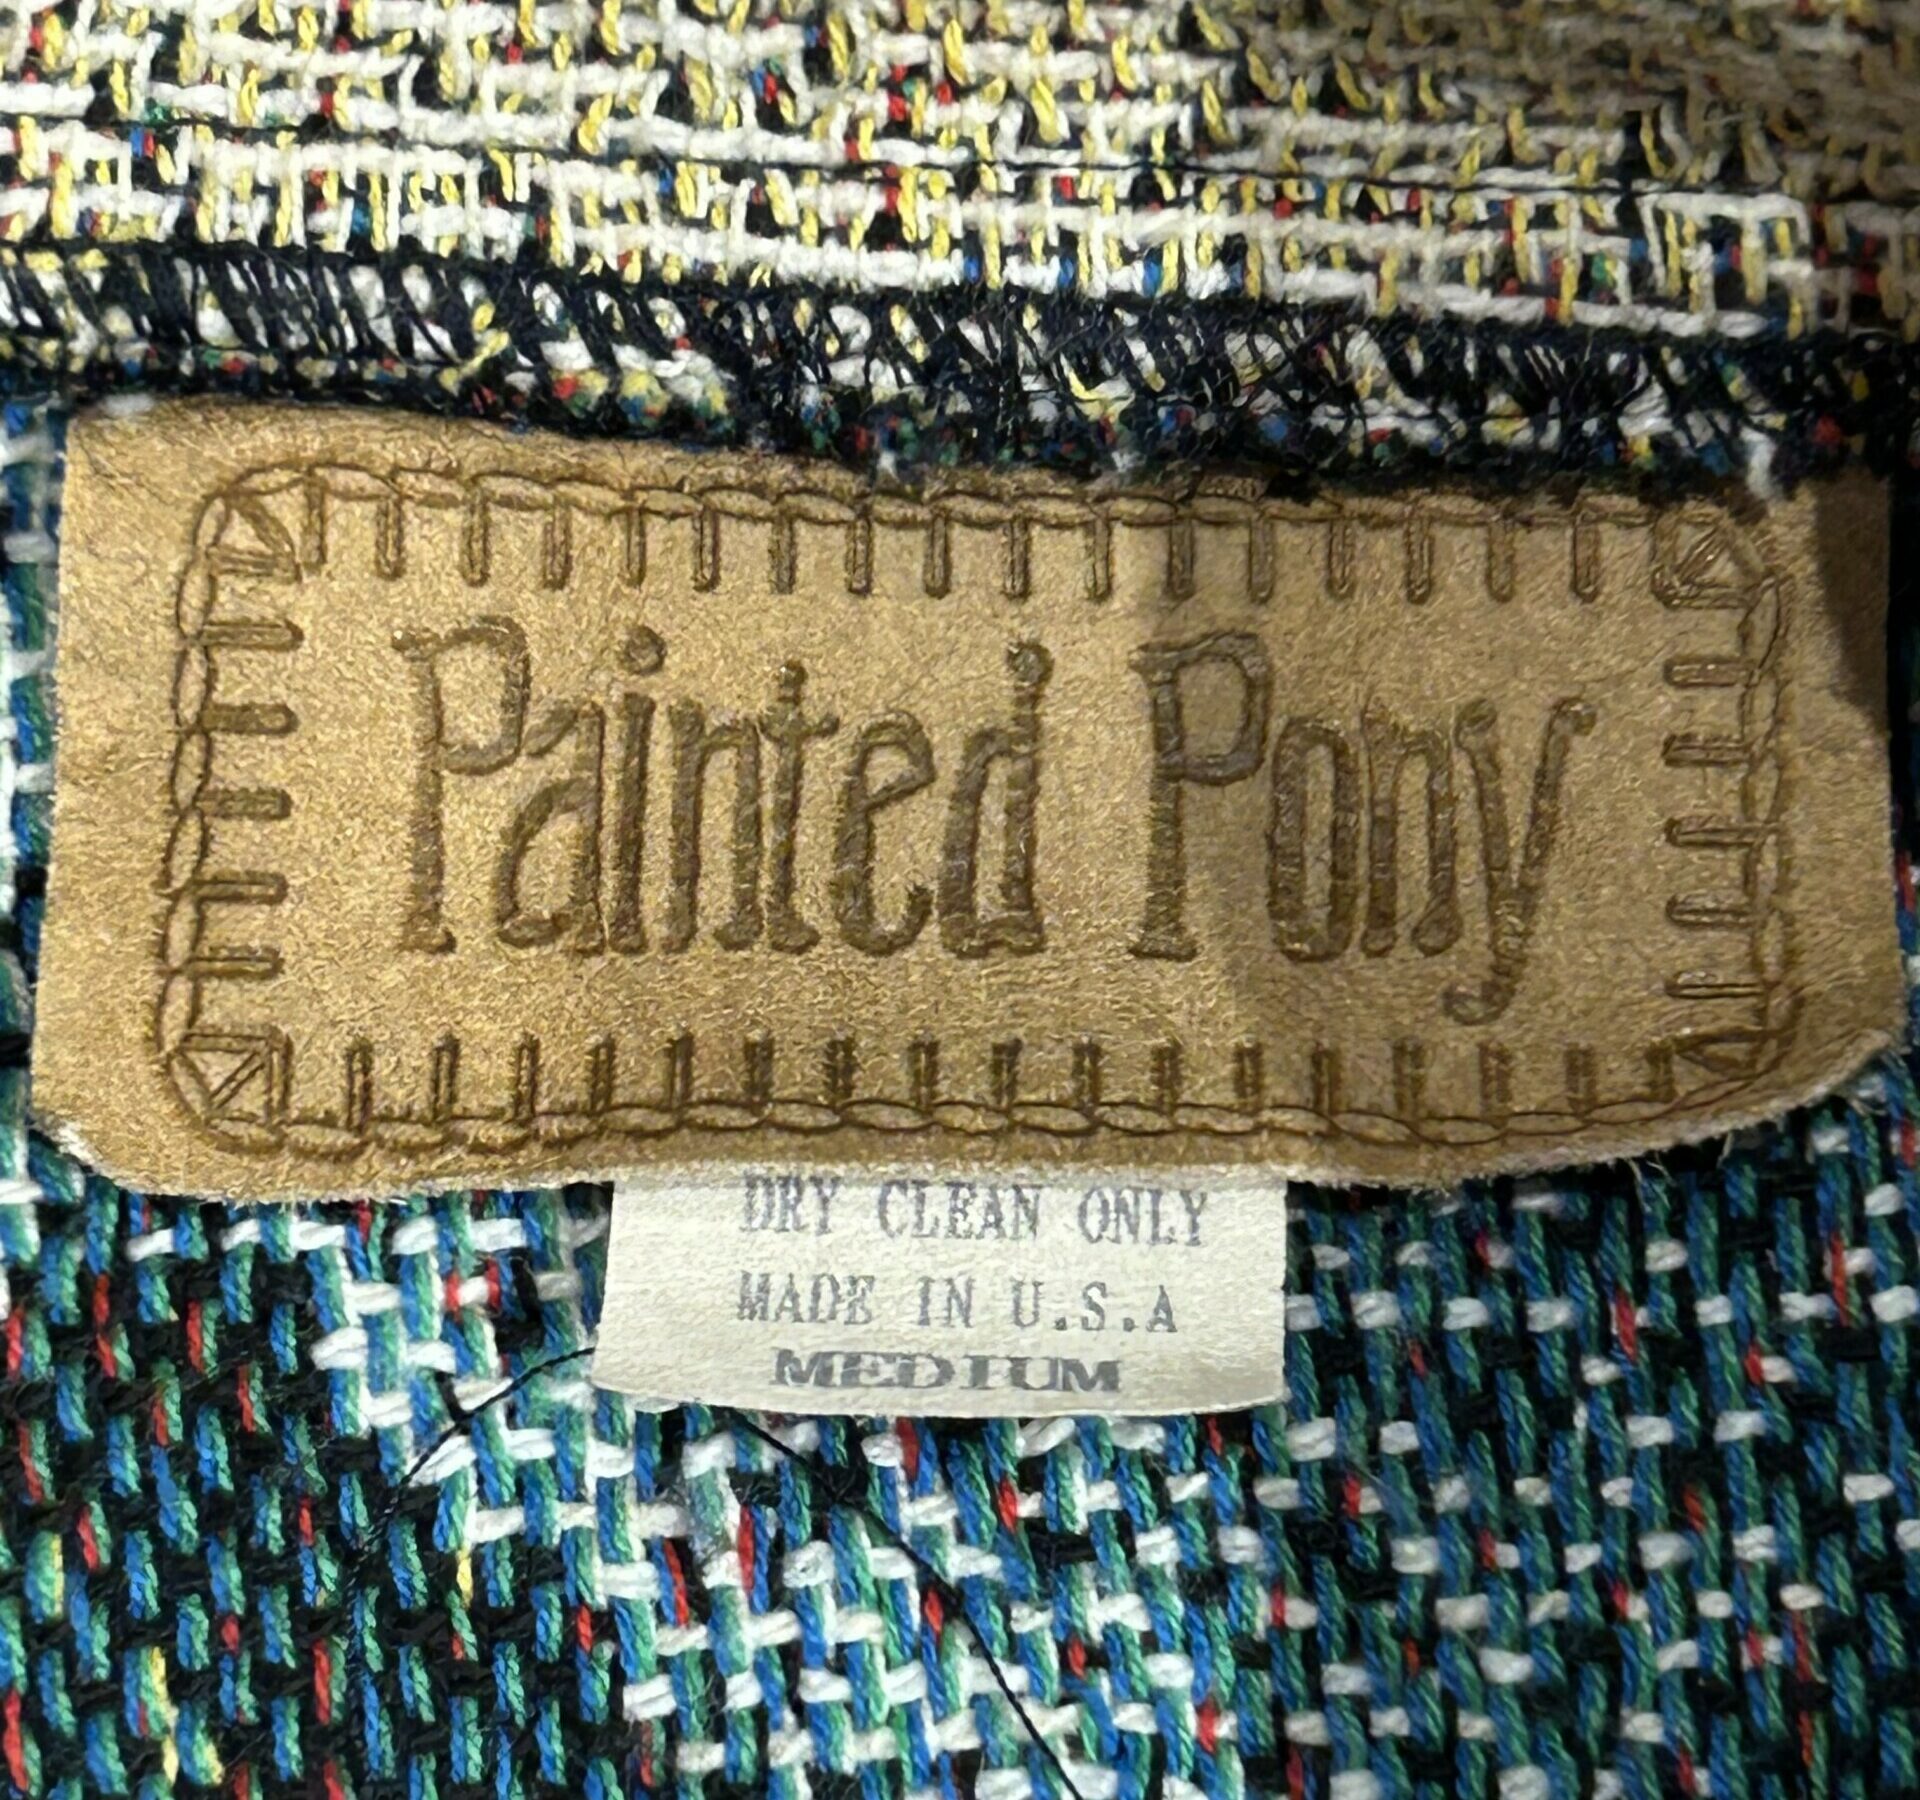 Painted Pony
DRY CLEAN ONLY
MADE IN U.S.A
MEDIUM